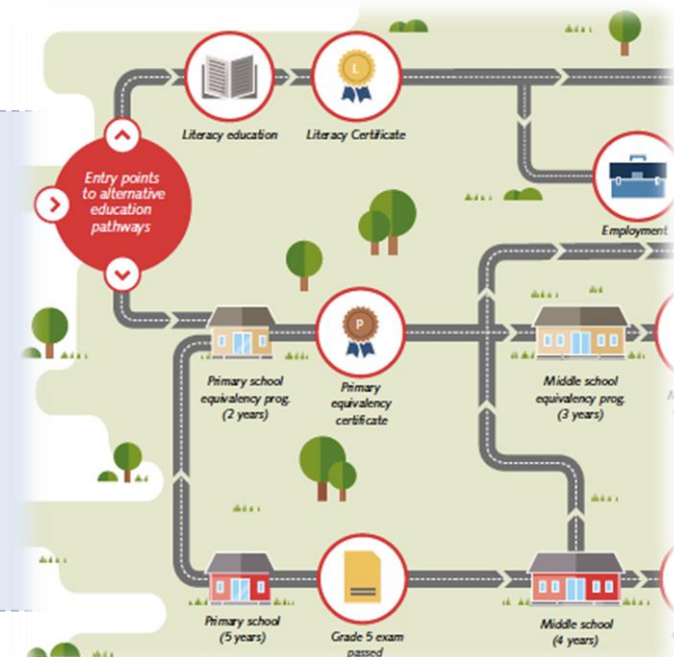 L
Literacy education
Literacy Certificate
Entry points
to alternative
education
pathways
Employment
P
Primary school
equivalency prog.
(2 years)
Primary
equivalency
certificate
Middle school
equivalency prog.
(3 years)
Primary school
(5 years)
Grade 5 exam
passed
Middle school
(4 years)